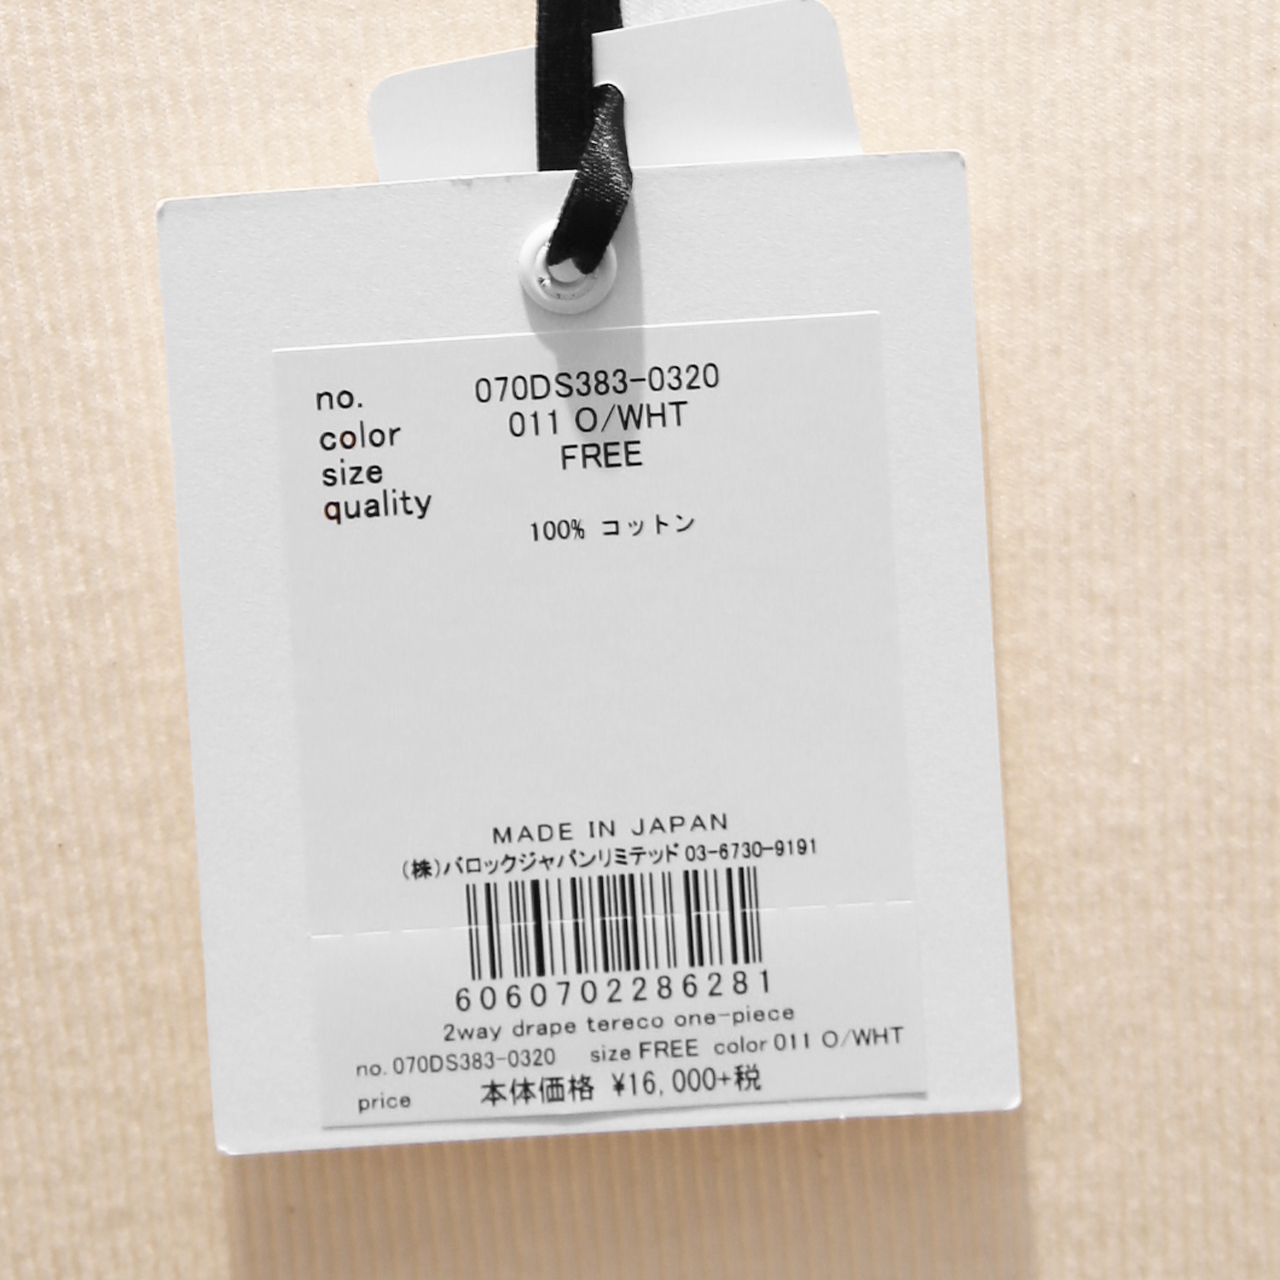 no. 070DS383-0320
color 011 O/WHT
size FREE
quality
100% コットン
MADE IN JAPAN
(株)バロックジャパンリミテッド 03-6730-9191
6060702286281
2way drape tereco one-piece
no. 070DS383-0320 size FREE color 011 O/WHT
price 本体価格 ¥16,000+税